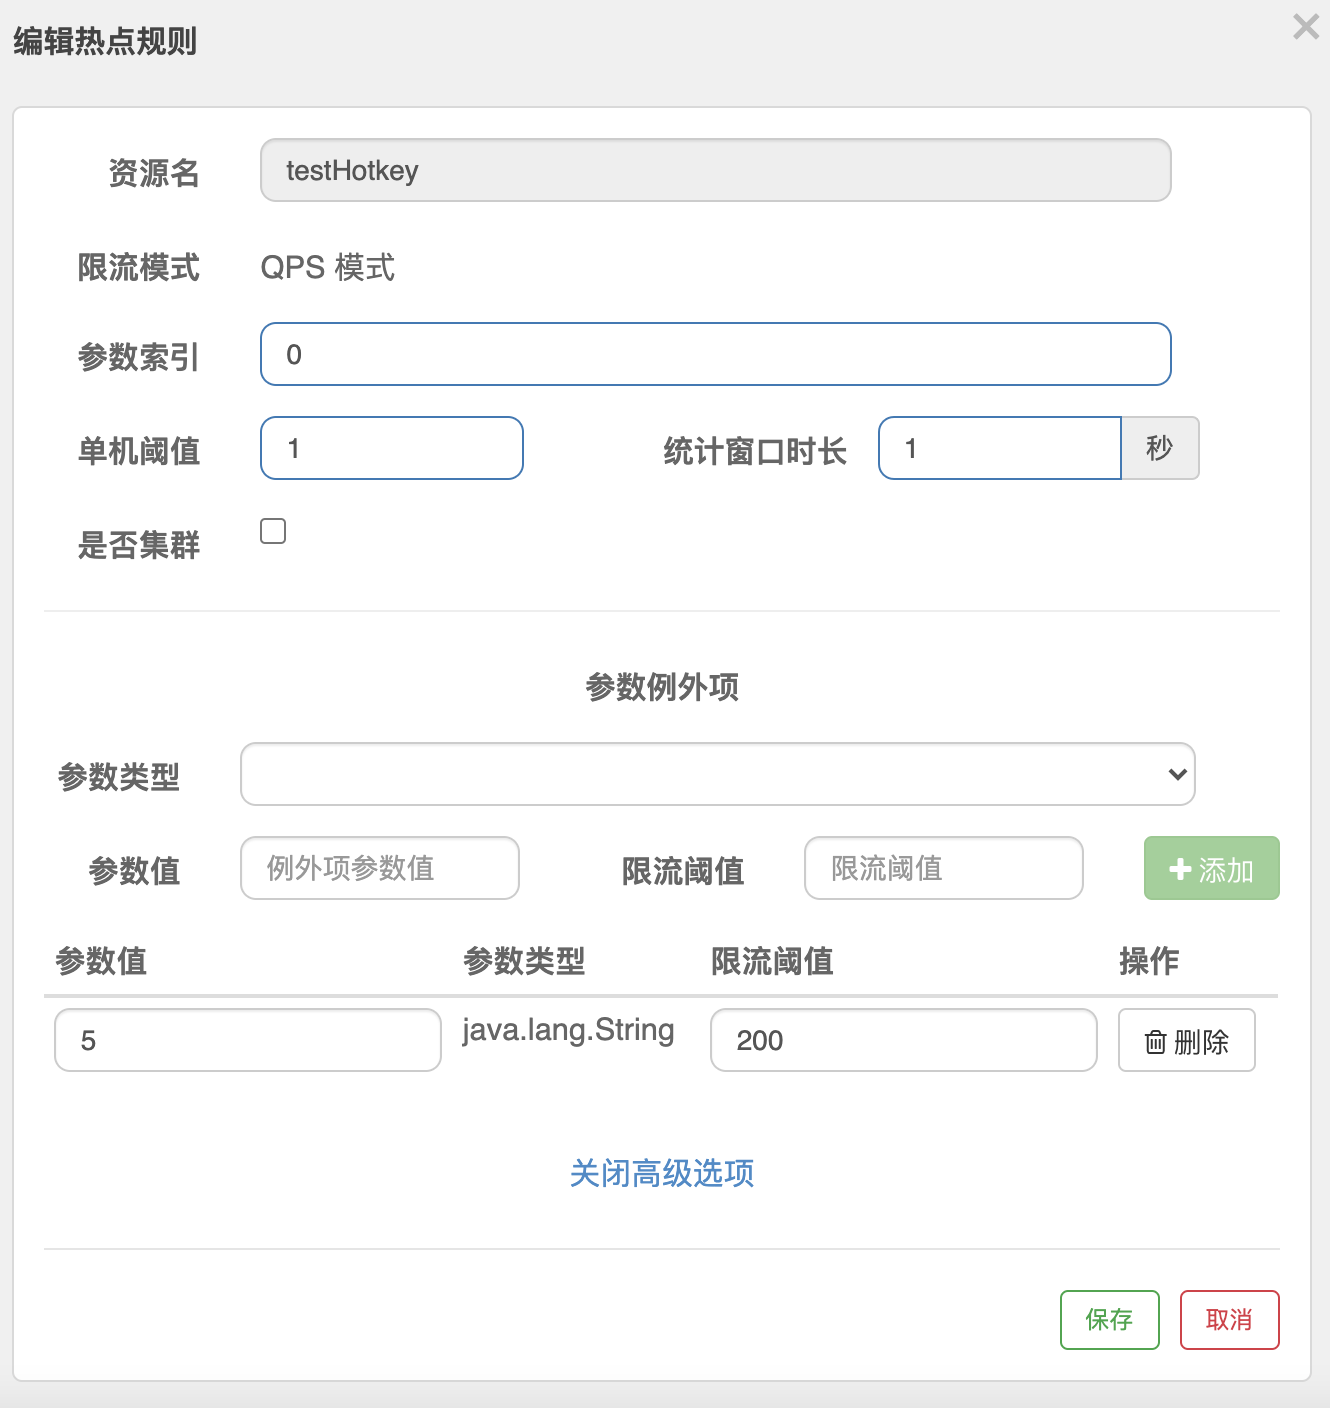 编辑热点规则
资源名 testHotkey
限流模式 QPS 模式
参数索引 0
单机阈值 1 统计窗口时长 1 秒
是否集群
参数例外项
参数类型
参数值 例外项参数值 限流阈值 限流阈值 添加
参数值 参数类型 限流阈值 操作
5 java.lang.String 200 删除
关闭高级选项
保存 取消